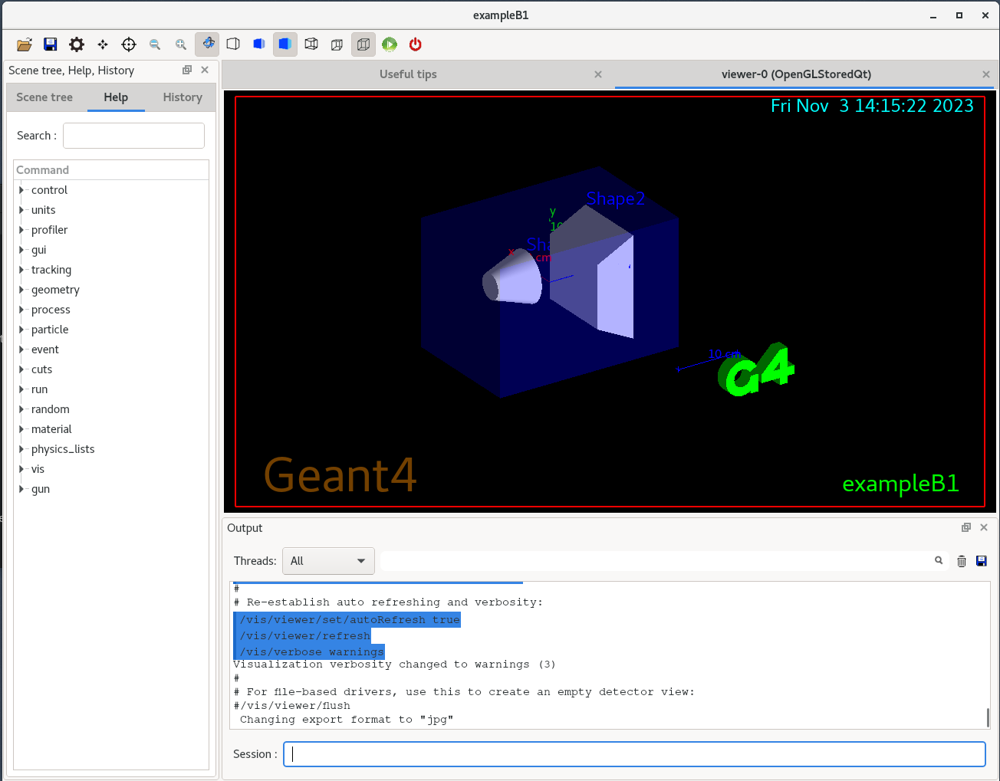 exampleB1
Scene tree, Help, History
Scene tree
Help
History
Search :
Command
control
units
profiler
gui
tracking
geometry
process
particle
event
cuts
run
random
material
physics_lists
vis
gun
Useful tips
viewer-0 (OpenGLStoredQt)
Fri Nov 3 14:15:22 2023
Shape2
y
10
Sha
x
cm
10 cm
G4
Geant4
exampleB1
Output
Threads:
All
#
# Re-establish auto refreshing and verbosity:
/vis/viewer/set/autoRefresh true
/vis/viewer/refresh
/vis/verbose warnings
Visualization verbosity changed to warnings (3)
#
# For file-based drivers, use this to create an empty detector view:
#/vis/viewer/flush
Changing export format to "jpg"
Session :